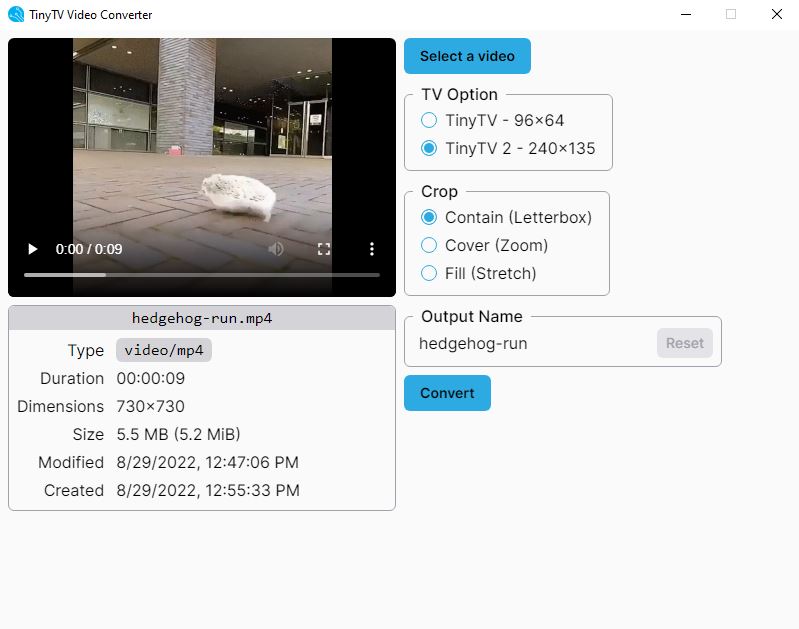 TinyTV Video Converter
0:00 / 0:09
hedgehog-run.mp4
Type video/mp4
Duration 00:00:09
Dimensions 730×730
Size 5.5 MB (5.2 MiB)
Modified 8/29/2022, 12:47:06 PM
Created 8/29/2022, 12:55:33 PM
Select a video
TV Option
TinyTV - 96×64
TinyTV 2 - 240×135
Crop
Contain (Letterbox)
Cover (Zoom)
Fill (Stretch)
Output Name
hedgehog-run Reset
Convert